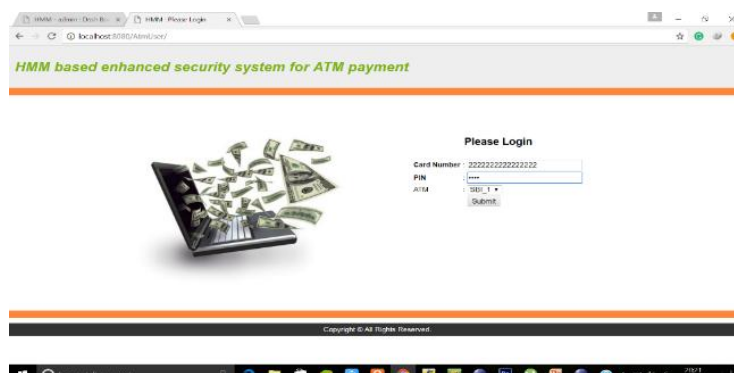 HMM - Please Login
localhost:8080/AtmUser/
HMM based enhanced security system for ATM payment
Please Login
Card Number : 2222222222222222
PIN : ••••
ATM : SBI_1
Submit
Copyright © All Rights Reserved.